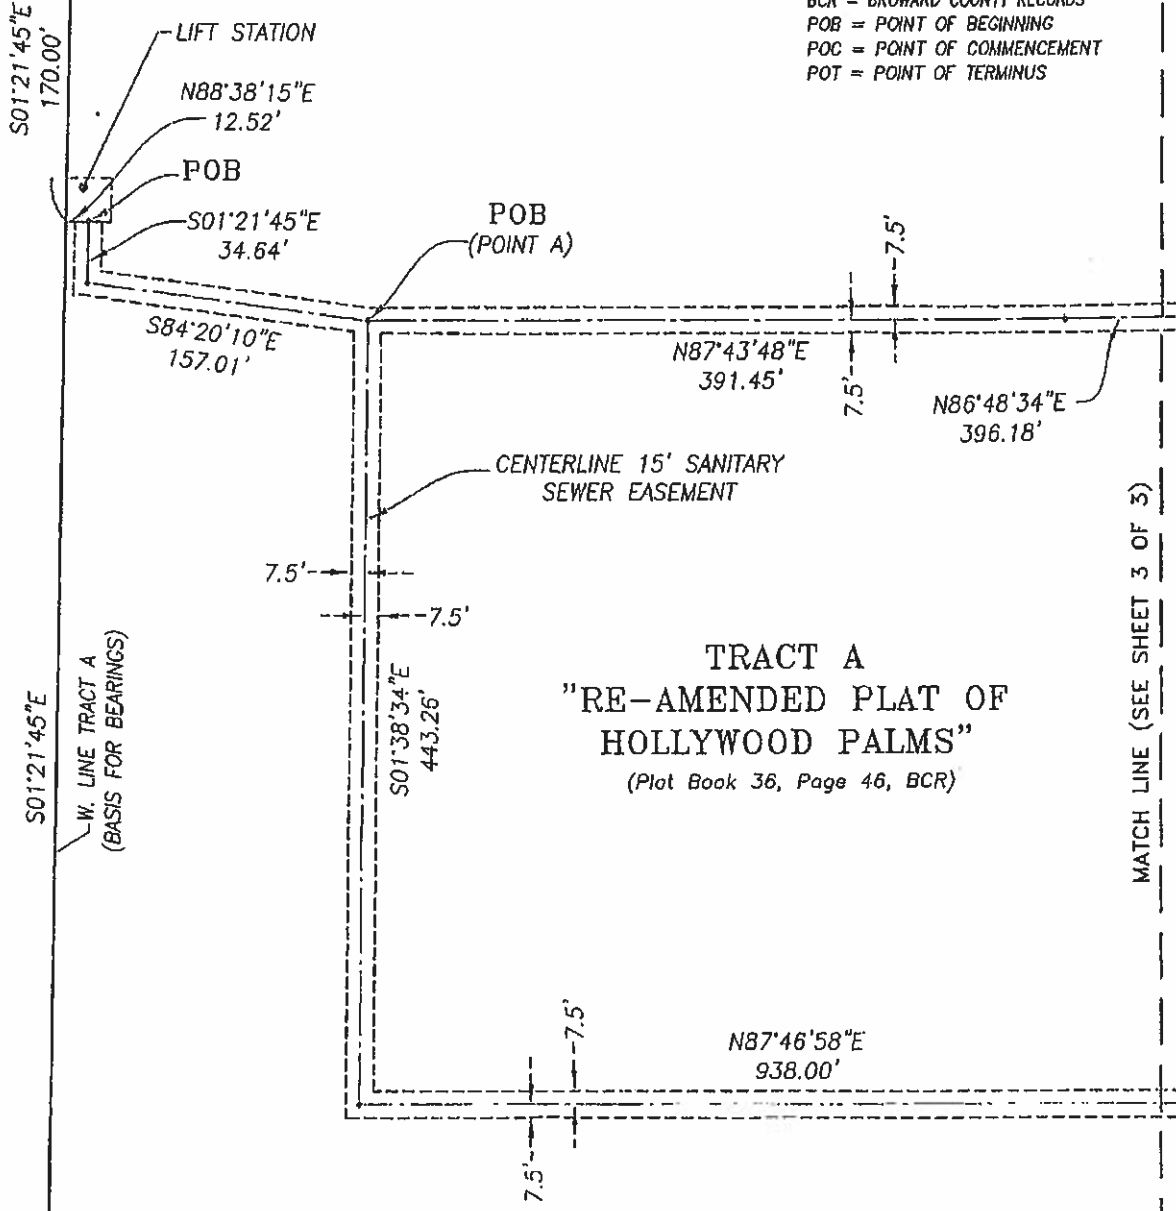 BCR = BROWARD COUNTY RECORDS
POB = POINT OF BEGINNING
POC = POINT OF COMMENCEMENT
POT = POINT OF TERMINUS
S01°21'45"E
170.00'
LIFT STATION
N88°38'15"E
12.52'
POB
S01°21'45"E
34.64'
POB
(POINT A)
7.5'
S84°20'10"E
157.01'
N87°43'48"E
391.45'
7.5'
N86°48'34"E
396.18'
CENTERLINE 15' SANITARY
SEWER EASEMENT
7.5'
7.5'
S01°38'34"E
443.26'
TRACT A
"RE-AMENDED PLAT OF
HOLLYWOOD PALMS"
(Plat Book 36, Page 46, BCR)
MATCH LINE (SEE SHEET 3 OF 3)
S01°21'45"E
W. LINE TRACT A
(BASIS FOR BEARINGS)
7.5'
N87°46'58"E
938.00'
7.5'